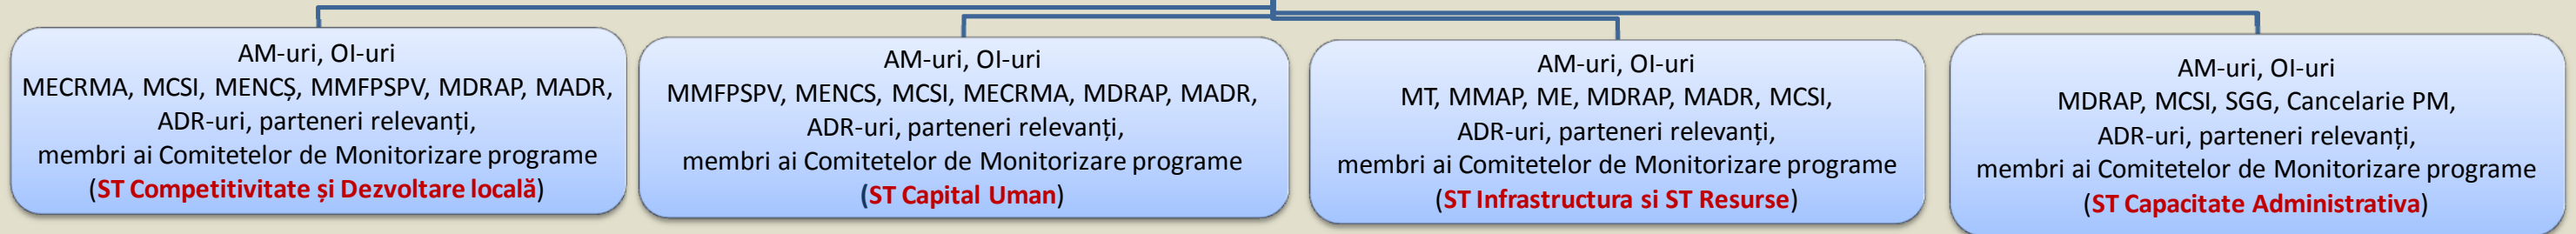 AM-uri, OI-uri
MECRMA, MCSI, MENCȘ, MMFPSPV, MDRAP, MADR,
ADR-uri, parteneri relevanți,
membri ai Comitetelor de Monitorizare programe
(ST Competitivitate și Dezvoltare locală)
AM-uri, OI-uri
MMFPSPV, MENCS, MCSI, MECRMA, MDRAP, MADR,
ADR-uri, parteneri relevanți,
membri ai Comitetelor de Monitorizare programe
(ST Capital Uman)
AM-uri, OI-uri
MT, MMAP, ME, MDRAP, MADR, MCSI,
ADR-uri, parteneri relevanți,
membri ai Comitetelor de Monitorizare programe
(ST Infrastructura si ST Resurse)
AM-uri, OI-uri
MDRAP, MCSI, SGG, Cancelarie PM,
ADR-uri, parteneri relevanți,
membri ai Comitetelor de Monitorizare programe
(ST Capacitate Administrativa)